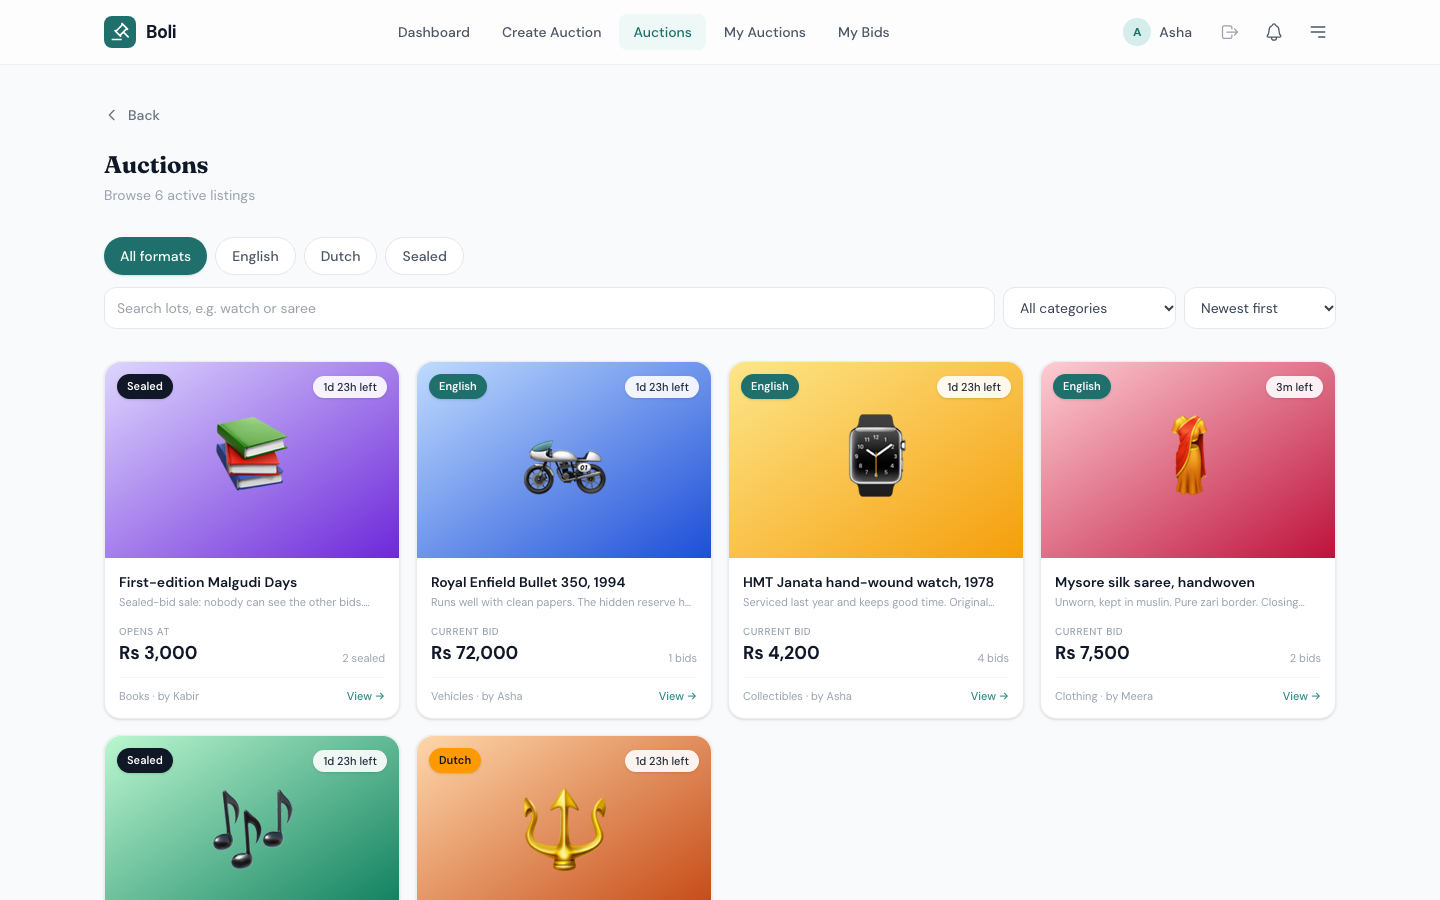 Boli
Dashboard
Create Auction
Auctions
My Auctions
My Bids
A
Asha
Back
Auctions
Browse 6 active listings
All formats
English
Dutch
Sealed
Search lots, e.g. watch or saree
All categories
Newest first
Sealed
1d 23h left
First-edition Malgudi Days
Sealed-bid sale: nobody can see the other bids....
OPENS AT
Rs 3,000
2 sealed
Books · by Kabir
View →
English
1d 23h left
01
Royal Enfield Bullet 350, 1994
Runs well with clean papers. The hidden reserve h...
CURRENT BID
Rs 72,000
1 bids
Vehicles · by Asha
View →
English
1d 23h left
HMT Janata hand-wound watch, 1978
Serviced last year and keeps good time. Original...
CURRENT BID
Rs 4,200
4 bids
Collectibles · by Asha
View →
English
3m left
Mysore silk saree, handwoven
Unworn, kept in muslin. Pure zari border. Closing...
CURRENT BID
Rs 7,500
2 bids
Clothing · by Meera
View →
Sealed
1d 23h left
Dutch
1d 23h left